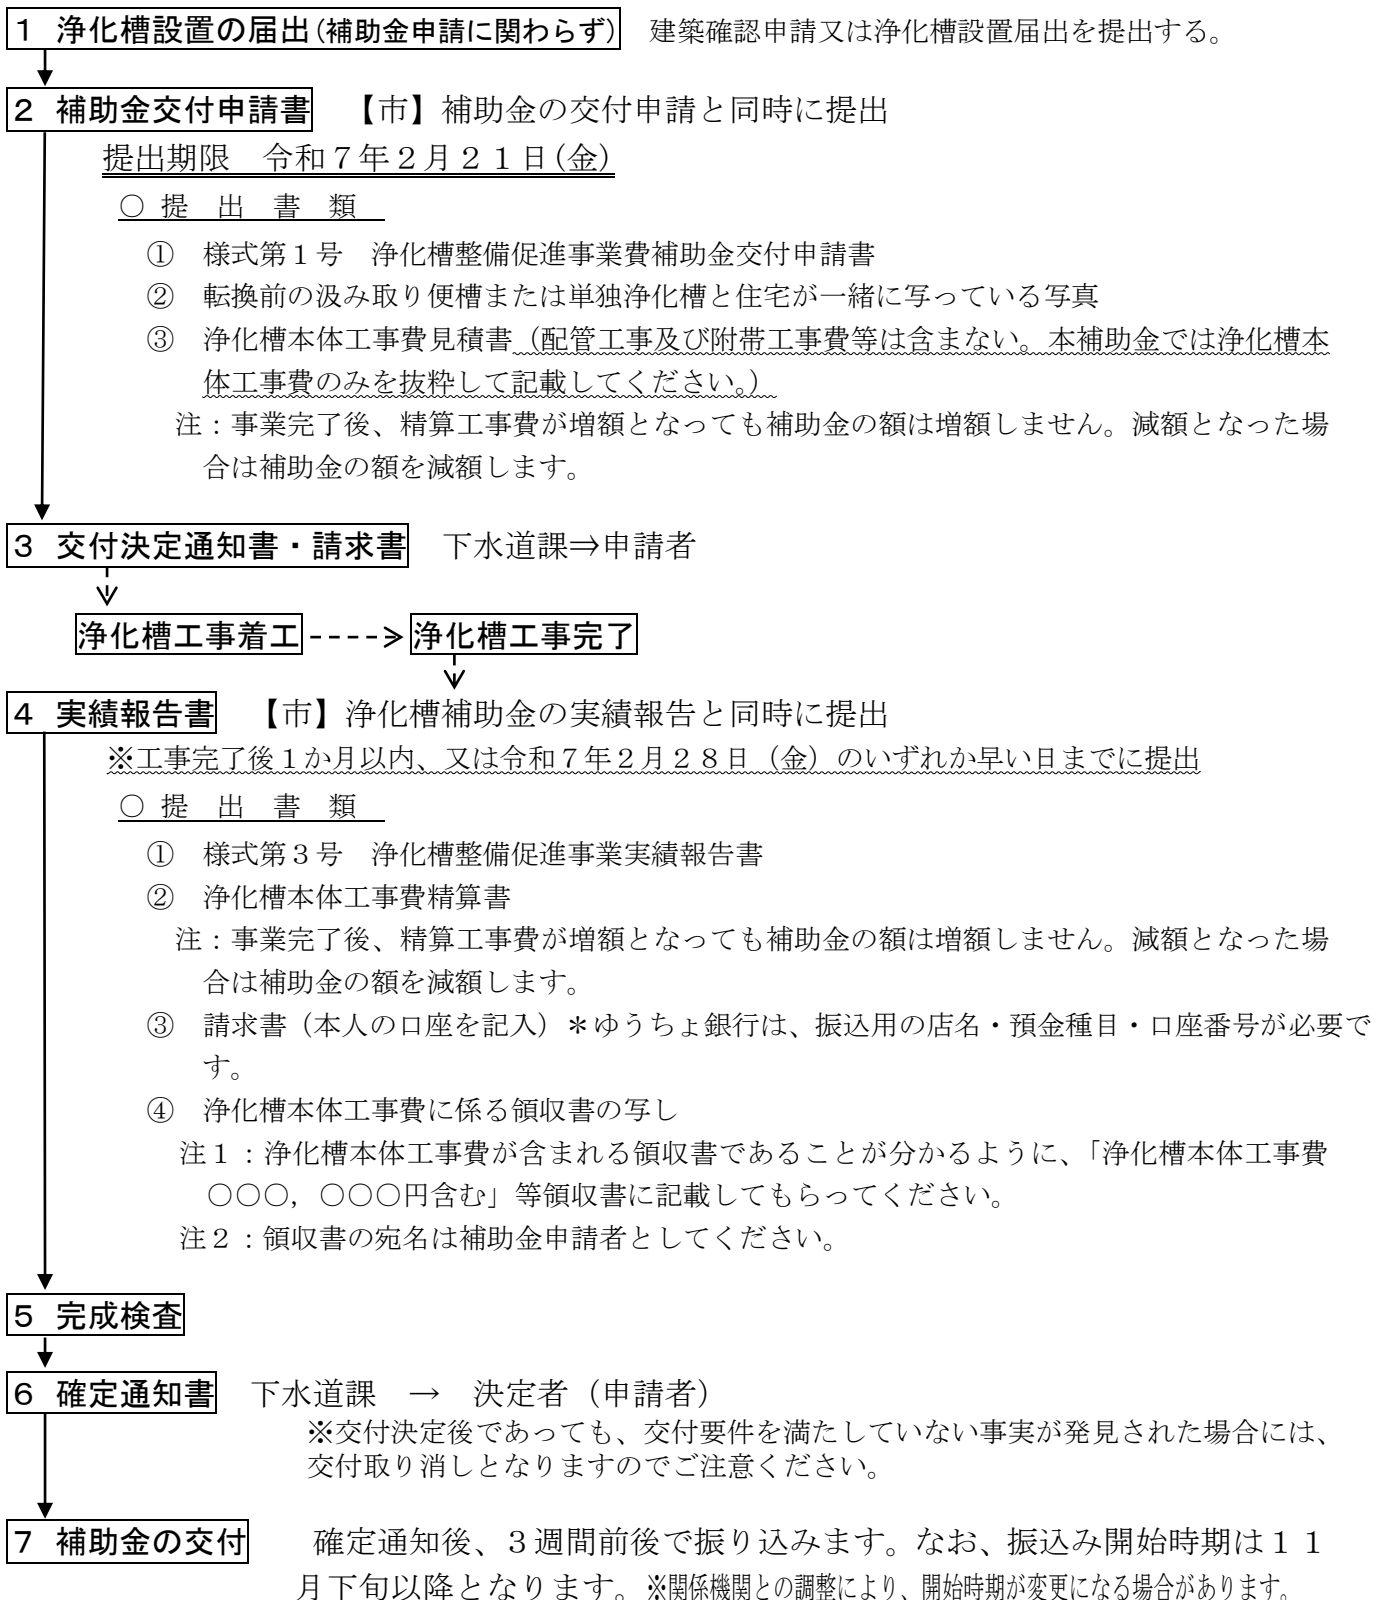 １ 浄化槽設置の届出(補助金申請に関わらず) 建築確認申請又は浄化槽設置届出を提出する。
２ 補助金交付申請書 【市】補助金の交付申請と同時に提出
提出期限　令和７年２月２１日(金)
○ 提　出　書　類
①　様式第１号　浄化槽整備促進事業費補助金交付申請書
②　転換前の汲み取り便槽または単独浄化槽と住宅が一緒に写っている写真
③　浄化槽本体工事費見積書（配管工事及び附帯工事費等は含まない。本補助金では浄化槽本
体工事費のみを抜粋して記載してください。）
注：事業完了後、精算工事費が増額となっても補助金の額は増額しません。減額となった場
合は補助金の額を減額します。
３ 交付決定通知書・請求書　下水道課⇒申請者
浄化槽工事着工 浄化槽工事完了
４ 実績報告書 【市】浄化槽補助金の実績報告と同時に提出
※工事完了後１か月以内、又は令和７年２月２８日（金）のいずれか早い日までに提出
○ 提　出　書　類
①　様式第３号　浄化槽整備促進事業実績報告書
②　浄化槽本体工事費精算書
注：事業完了後、精算工事費が増額となっても補助金の額は増額しません。減額となった場
合は補助金の額を減額します。
③　請求書（本人の口座を記入）＊ゆうちょ銀行は、振込用の店名・預金種目・口座番号が必要で
す。
④　浄化槽本体工事費に係る領収書の写し
注１：浄化槽本体工事費が含まれる領収書であることが分かるように、「浄化槽本体工事費
○○○，○○○円含む」等領収書に記載してもらってください。
注２：領収書の宛名は補助金申請者としてください。
５ 完成検査
６ 確定通知書　下水道課　→　決定者（申請者）
※交付決定後であっても、交付要件を満たしていない事実が発見された場合には、
交付取り消しとなりますのでご注意ください。
７ 補助金の交付　確定通知後、３週間前後で振り込みます。なお、振込み開始時期は１１
月下旬以降となります。※関係機関との調整により、開始時期が変更になる場合があります。